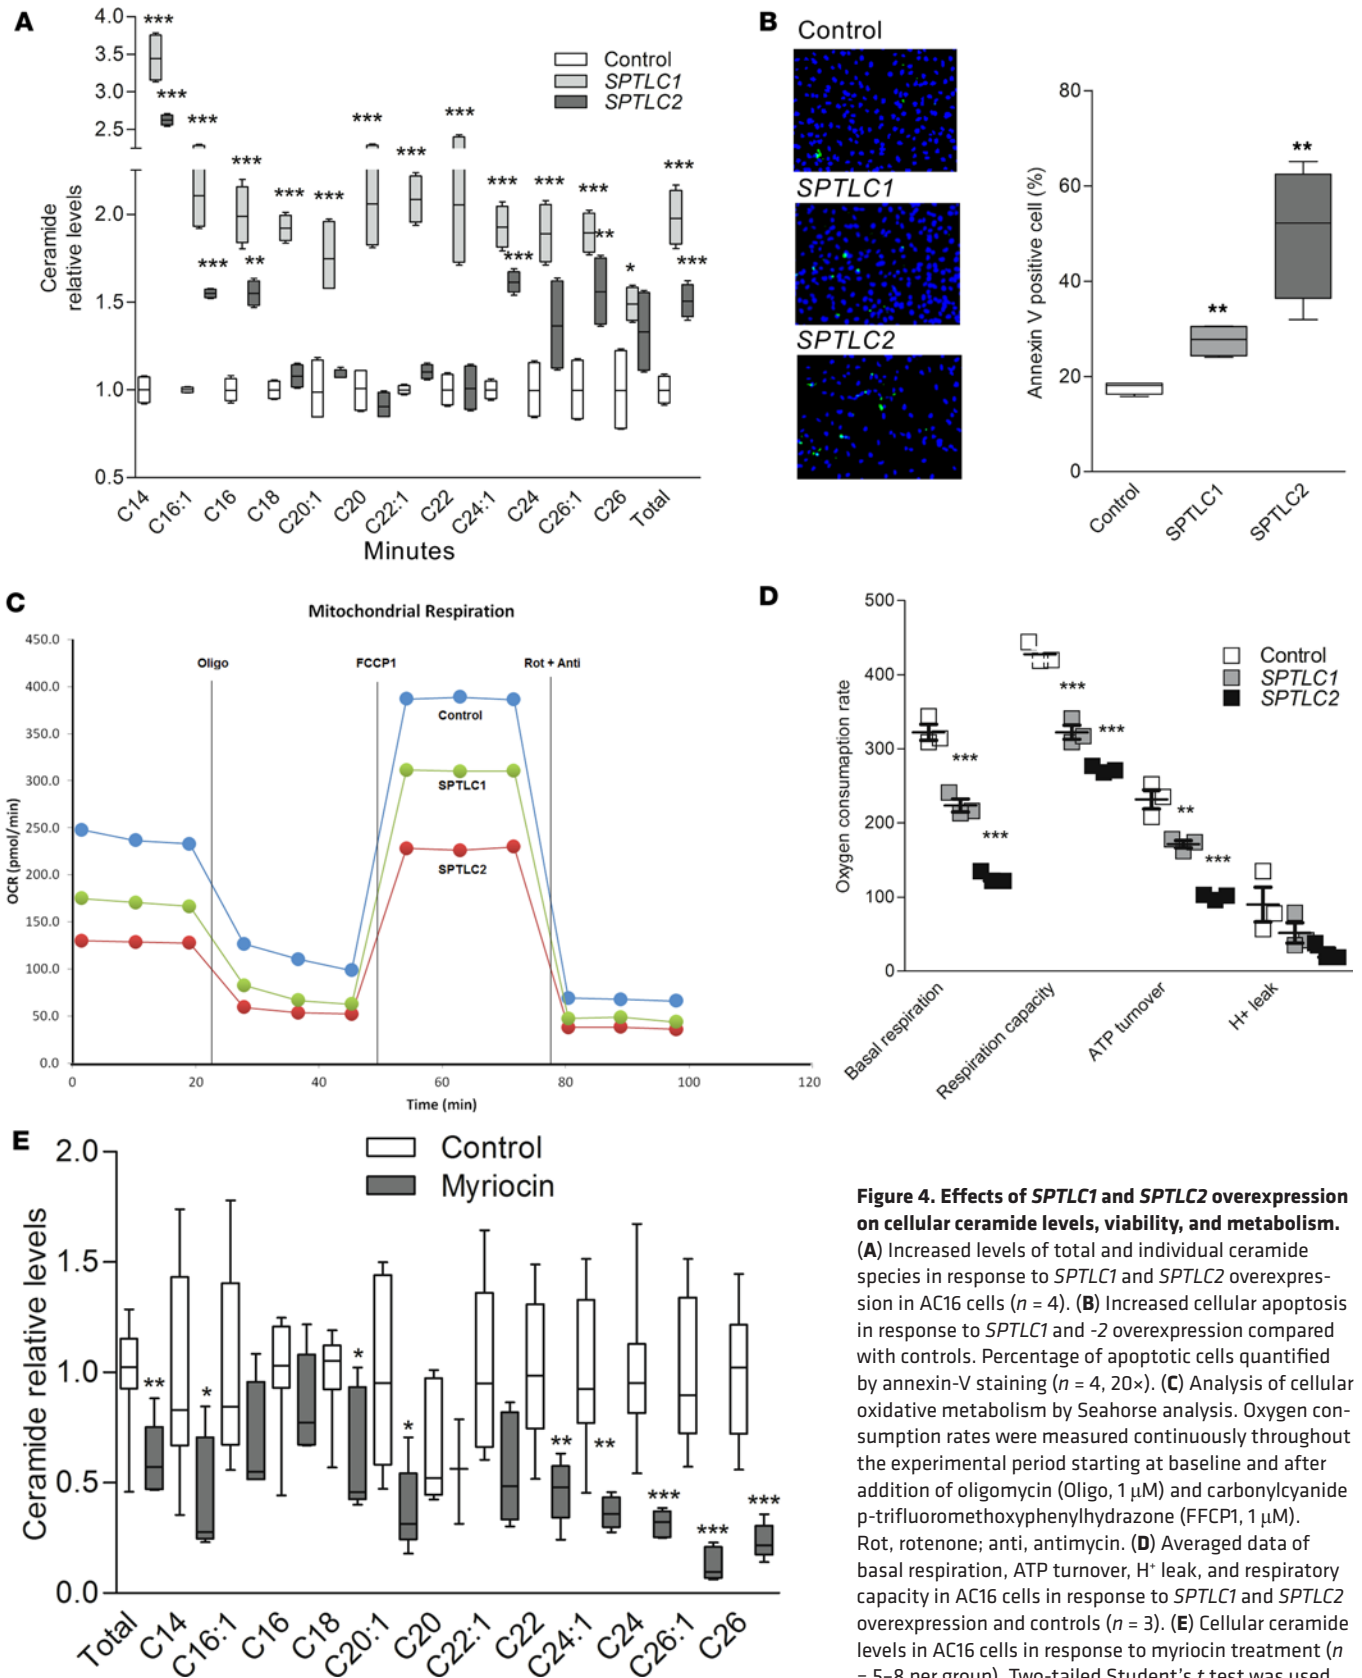 A
4.0
3.5
3.0
2.5
2.0
1.5
1.0
0.5
Ceramide
relative levels
Control
SPTLC1
SPTLC2
***
***
***
***
***
**
***
***
***
***
***
***
***
***
***
**
*
***
***
C14
C16:1
C16
C18
C20:1
C20
C22:1
C22
C24:1
C24
C26:1
C26
Total
Minutes
B
Control
SPTLC1
SPTLC2
Annexin V positive cell (%)
80
60
40
20
0
**
**
Control
SPTLC1
SPTLC2
C
Mitochondrial Respiration
OCR (pmol/min)
450.0
400.0
350.0
300.0
250.0
200.0
150.0
100.0
50.0
0.0
Oligo
FCCP1
Rot + Anti
Control
SPTLC1
SPTLC2
0
20
40
60
80
100
120
Time (min)
D
Oxygen consumaption rate
500
400
300
200
100
0
Control
SPTLC1
SPTLC2
***
***
***
***
**
***
Basal respiration
Respiration capacity
ATP turnover
H+ leak
E
Ceramide relative levels
2.0
1.5
1.0
0.5
0.0
Control
Myriocin
**
*
*
*
**
**
***
***
***
Total
C14
C16:1
C16
C18
C20:1
C20
C22:1
C22
C24:1
C24
C26:1
C26
Figure 4. Effects of SPTLC1 and SPTLC2 overexpression
on cellular ceramide levels, viability, and metabolism.
(A) Increased levels of total and individual ceramide
species in response to SPTLC1 and SPTLC2 overexpres-
sion in AC16 cells (n = 4). (B) Increased cellular apoptosis
in response to SPTLC1 and -2 overexpression compared
with controls. Percentage of apoptotic cells quantified
by annexin-V staining (n = 4, 20×). (C) Analysis of cellular
oxidative metabolism by Seahorse analysis. Oxygen con-
sumption rates were measured continuously throughout
the experimental period starting at baseline and after
addition of oligomycin (Oligo, 1 μM) and carbonylcyanide
p-trifluoromethoxyphenylhydrazone (FFCP1, 1 μM).
Rot, rotenone; anti, antimycin. (D) Averaged data of
basal respiration, ATP turnover, H⁺ leak, and respiratory
capacity in AC16 cells in response to SPTLC1 and SPTLC2
overexpression and controls (n = 3). (E) Cellular ceramide
levels in AC16 cells in response to myriocin treatment (n
= 5–8 per group). Two-tailed Student's t test was used